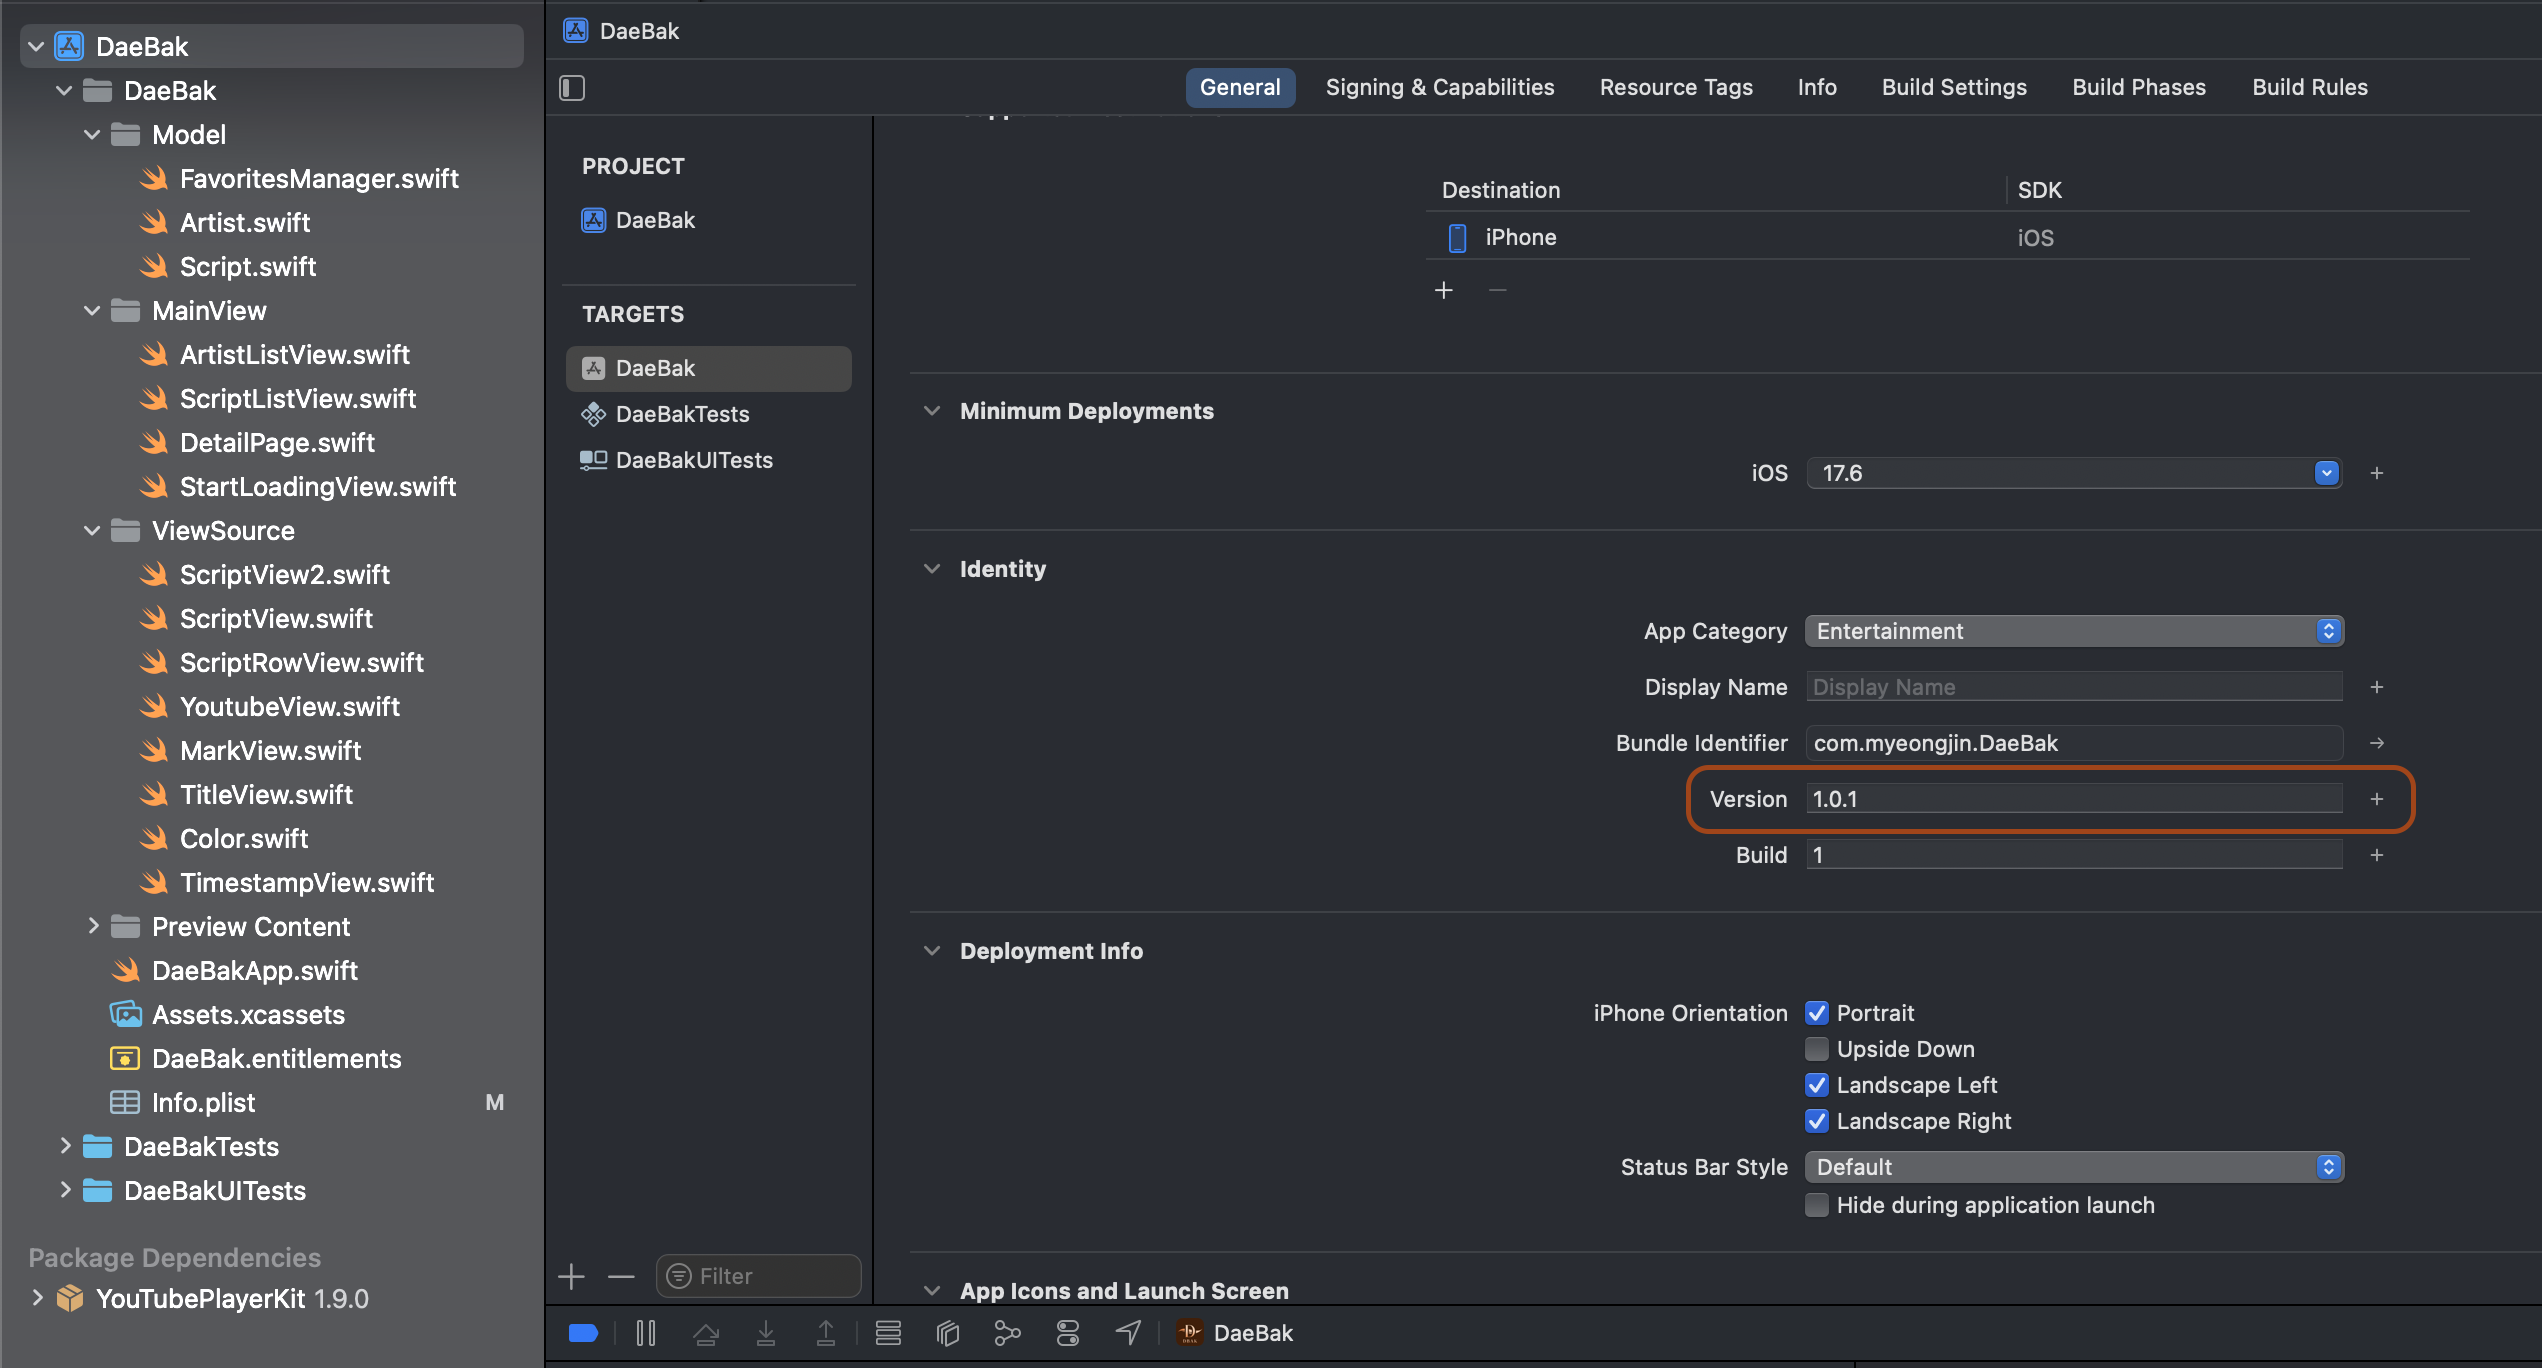 DaeBak
DaeBak
Model
FavoritesManager.swift
Artist.swift
Script.swift
MainView
ArtistListView.swift
ScriptListView.swift
DetailPage.swift
StartLoadingView.swift
ViewSource
ScriptView2.swift
ScriptView.swift
ScriptRowView.swift
YoutubeView.swift
MarkView.swift
TitleView.swift
Color.swift
TimestampView.swift
Preview Content
DaeBakApp.swift
Assets.xcassets
DaeBak.entitlements
Info.plist M
DaeBakTests
DaeBakUITests
Package Dependencies
YouTubePlayerKit 1.9.0
DaeBak
General Signing & Capabilities Resource Tags Info Build Settings Build Phases Build Rules
PROJECT
DaeBak
TARGETS
DaeBak
DaeBakTests
DaeBakUITests
Filter
Destination SDK
iPhone iOS
Minimum Deployments
iOS 17.6
Identity
App Category Entertainment
Display Name Display Name
Bundle Identifier com.myeongjin.DaeBak
Version 1.0.1
Build 1
Deployment Info
iPhone Orientation Portrait
Upside Down
Landscape Left
Landscape Right
Status Bar Style Default
Hide during application launch
App Icons and Launch Screen
DaeBak